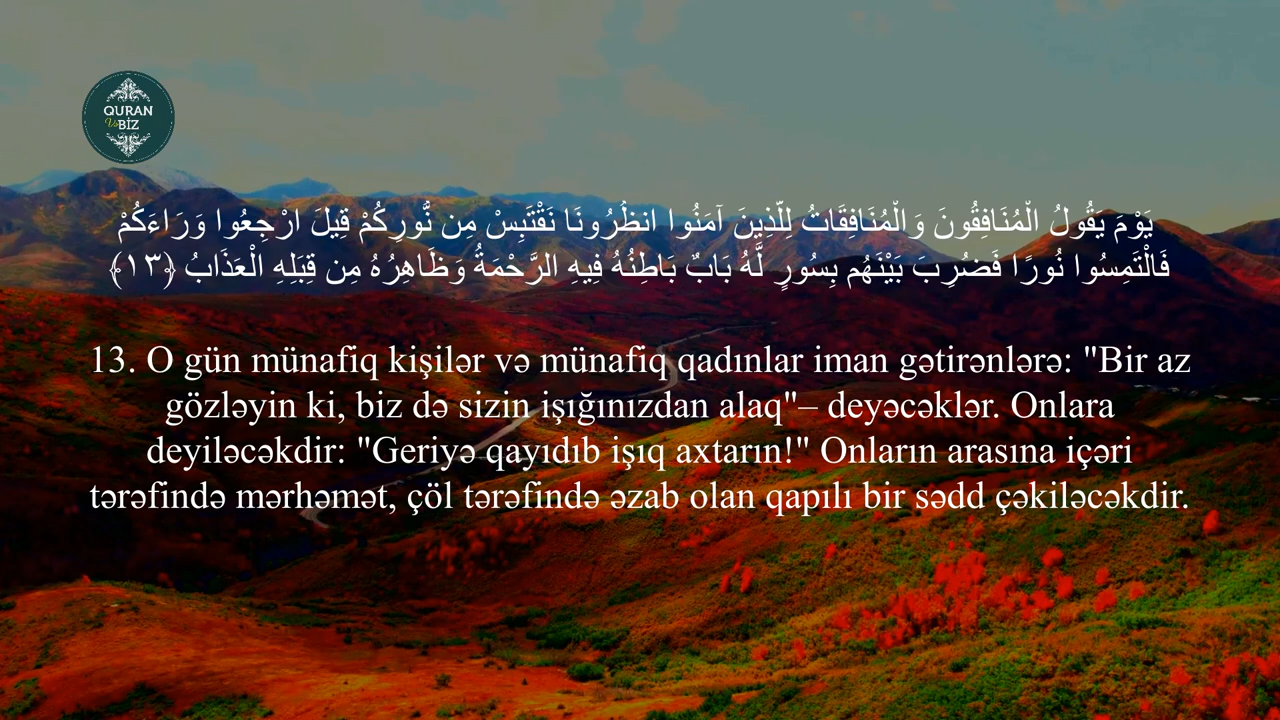 QURAN
Və
BİZ
يَوْمَ يَقُولُ الْمُنَافِقُونَ وَالْمُنَافِقَاتُ لِلَّذِينَ آمَنُوا انظُرُونَا نَقْتَبِسْ مِن نُّورِكُمْ قِيلَ ارْجِعُوا وَرَاءَكُمْ
فَالْتَمِسُوا نُورًا فَضُرِبَ بَيْنَهُم بِسُورٍ لَّهُ بَابٌ بَاطِنُهُ فِيهِ الرَّحْمَةُ وَظَاهِرُهُ مِن قِبَلِهِ الْعَذَابُ ﴿١٣﴾
13. O gün münafiq kişilər və münafiq qadınlar iman gətirənlərə: "Bir az
gözləyin ki, biz də sizin işığınızdan alaq"– deyəcəklər. Onlara
deyiləcəkdir: "Geriyə qayıdıb işıq axtarın!" Onların arasına içəri
tərəfində mərhəmət, çöl tərəfində əzab olan qapılı bir sədd çəkiləcəkdir.